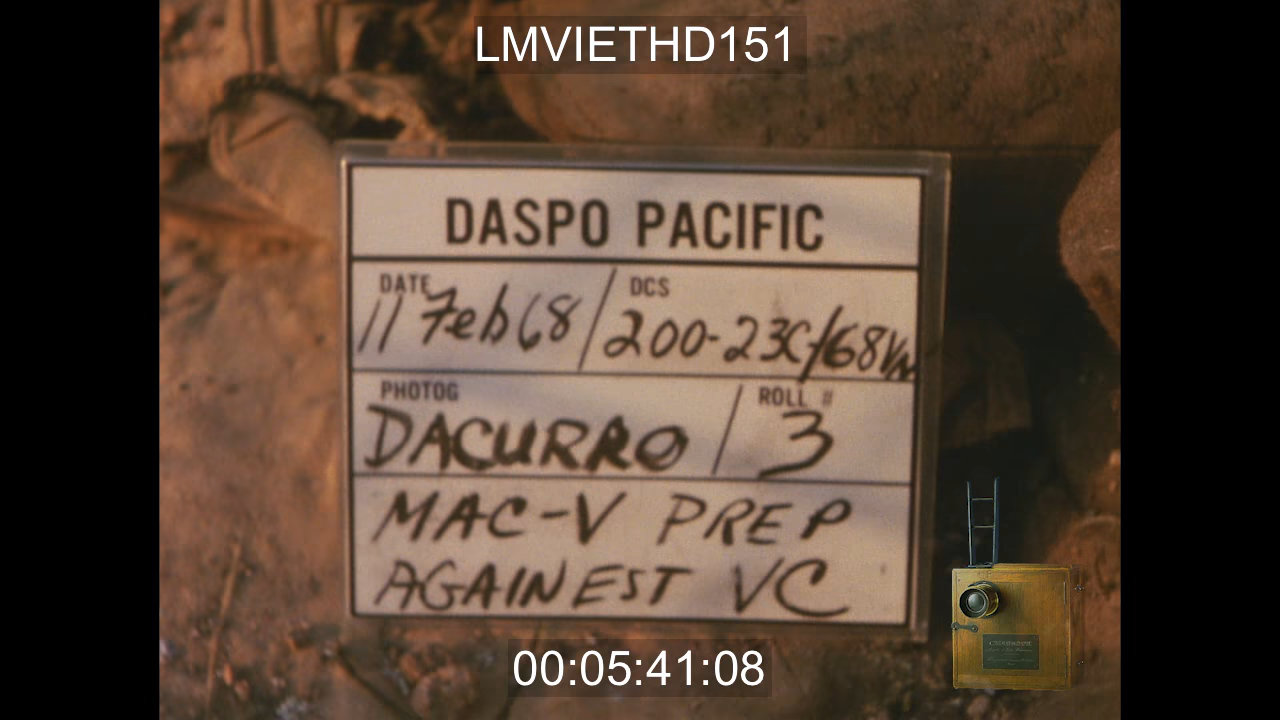 LMVIETHD151
DASPO PACIFIC
DATE DCS
11 Feb 68 / 200-23C/68VN
PHOTOG ROLL #
DACURRO / 3
MAC-V PREP
AGAINEST VC
00:05:41:08